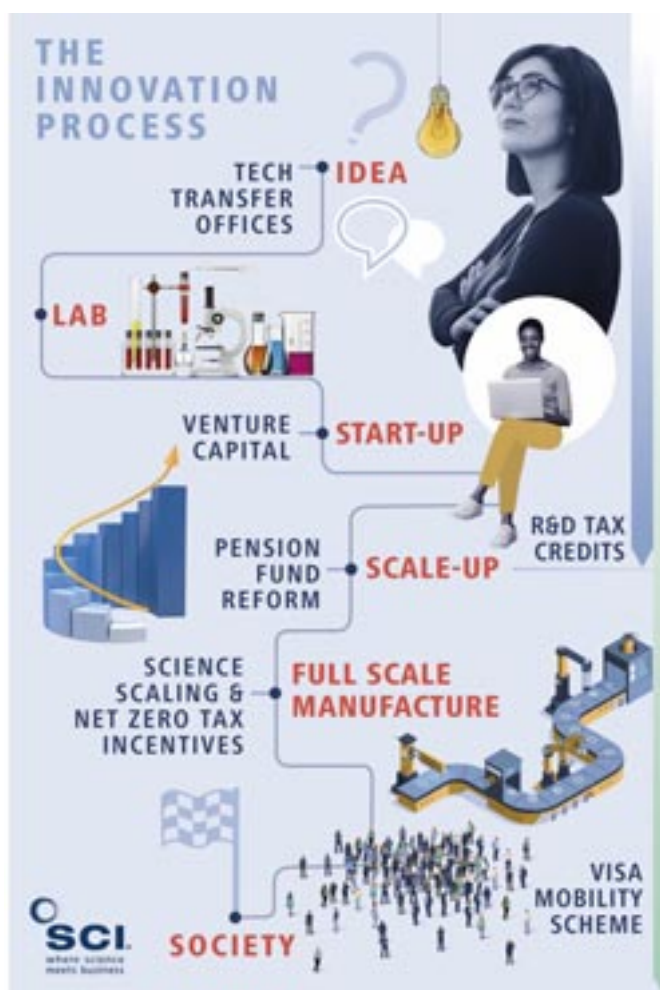 THE
INNOVATION
PROCESS
TECH
TRANSFER
OFFICES
IDEA
LAB
VENTURE
CAPITAL
START-UP
R&D TAX
CREDITS
PENSION
FUND
REFORM
SCALE-UP
SCIENCE
SCALING &
NET ZERO TAX
INCENTIVES
FULL SCALE
MANUFACTURE
VISA
MOBILITY
SCHEME
SOCIETY
SCI
where science
meets business